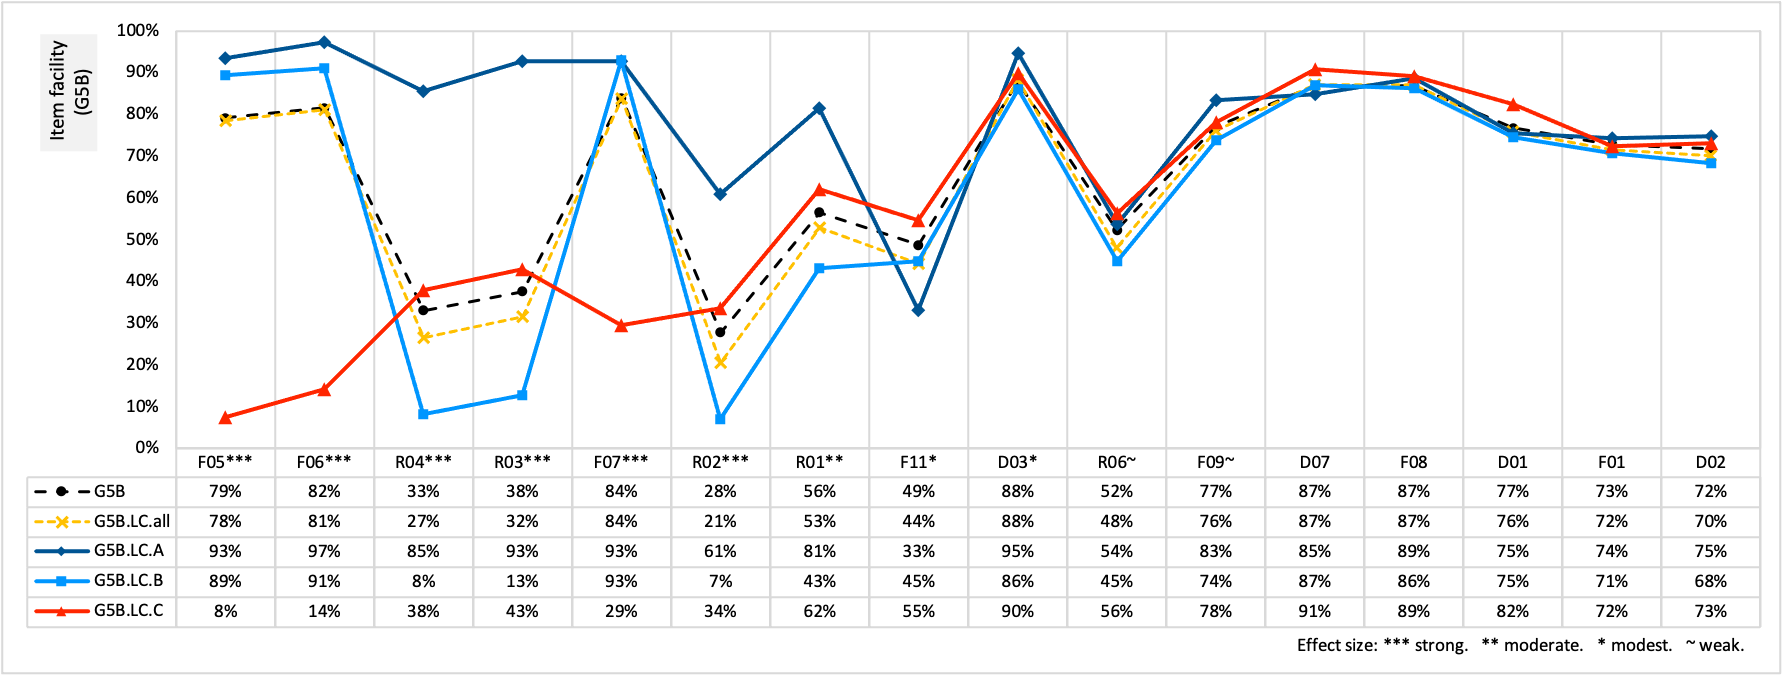 Item facility
(G5B)
100%
90%
80%
70%
60%
50%
40%
30%
20%
10%
0%
F05*** F06*** R04*** R03*** F07*** R02*** R01** F11* D03* R06~ F09~ D07 F08 D01 F01 D02
G5B 79% 82% 33% 38% 84% 28% 56% 49% 88% 52% 77% 87% 87% 77% 73% 72%
G5B.LC.all 78% 81% 27% 32% 84% 21% 53% 44% 88% 48% 76% 87% 87% 76% 72% 70%
G5B.LC.A 93% 97% 85% 93% 93% 61% 81% 33% 95% 54% 83% 85% 89% 75% 74% 75%
G5B.LC.B 89% 91% 8% 13% 93% 7% 43% 45% 86% 45% 74% 87% 86% 75% 71% 68%
G5B.LC.C 8% 14% 38% 43% 29% 34% 62% 55% 90% 56% 78% 91% 89% 82% 72% 73%
Effect size: *** strong. ** moderate. * modest. ~ weak.